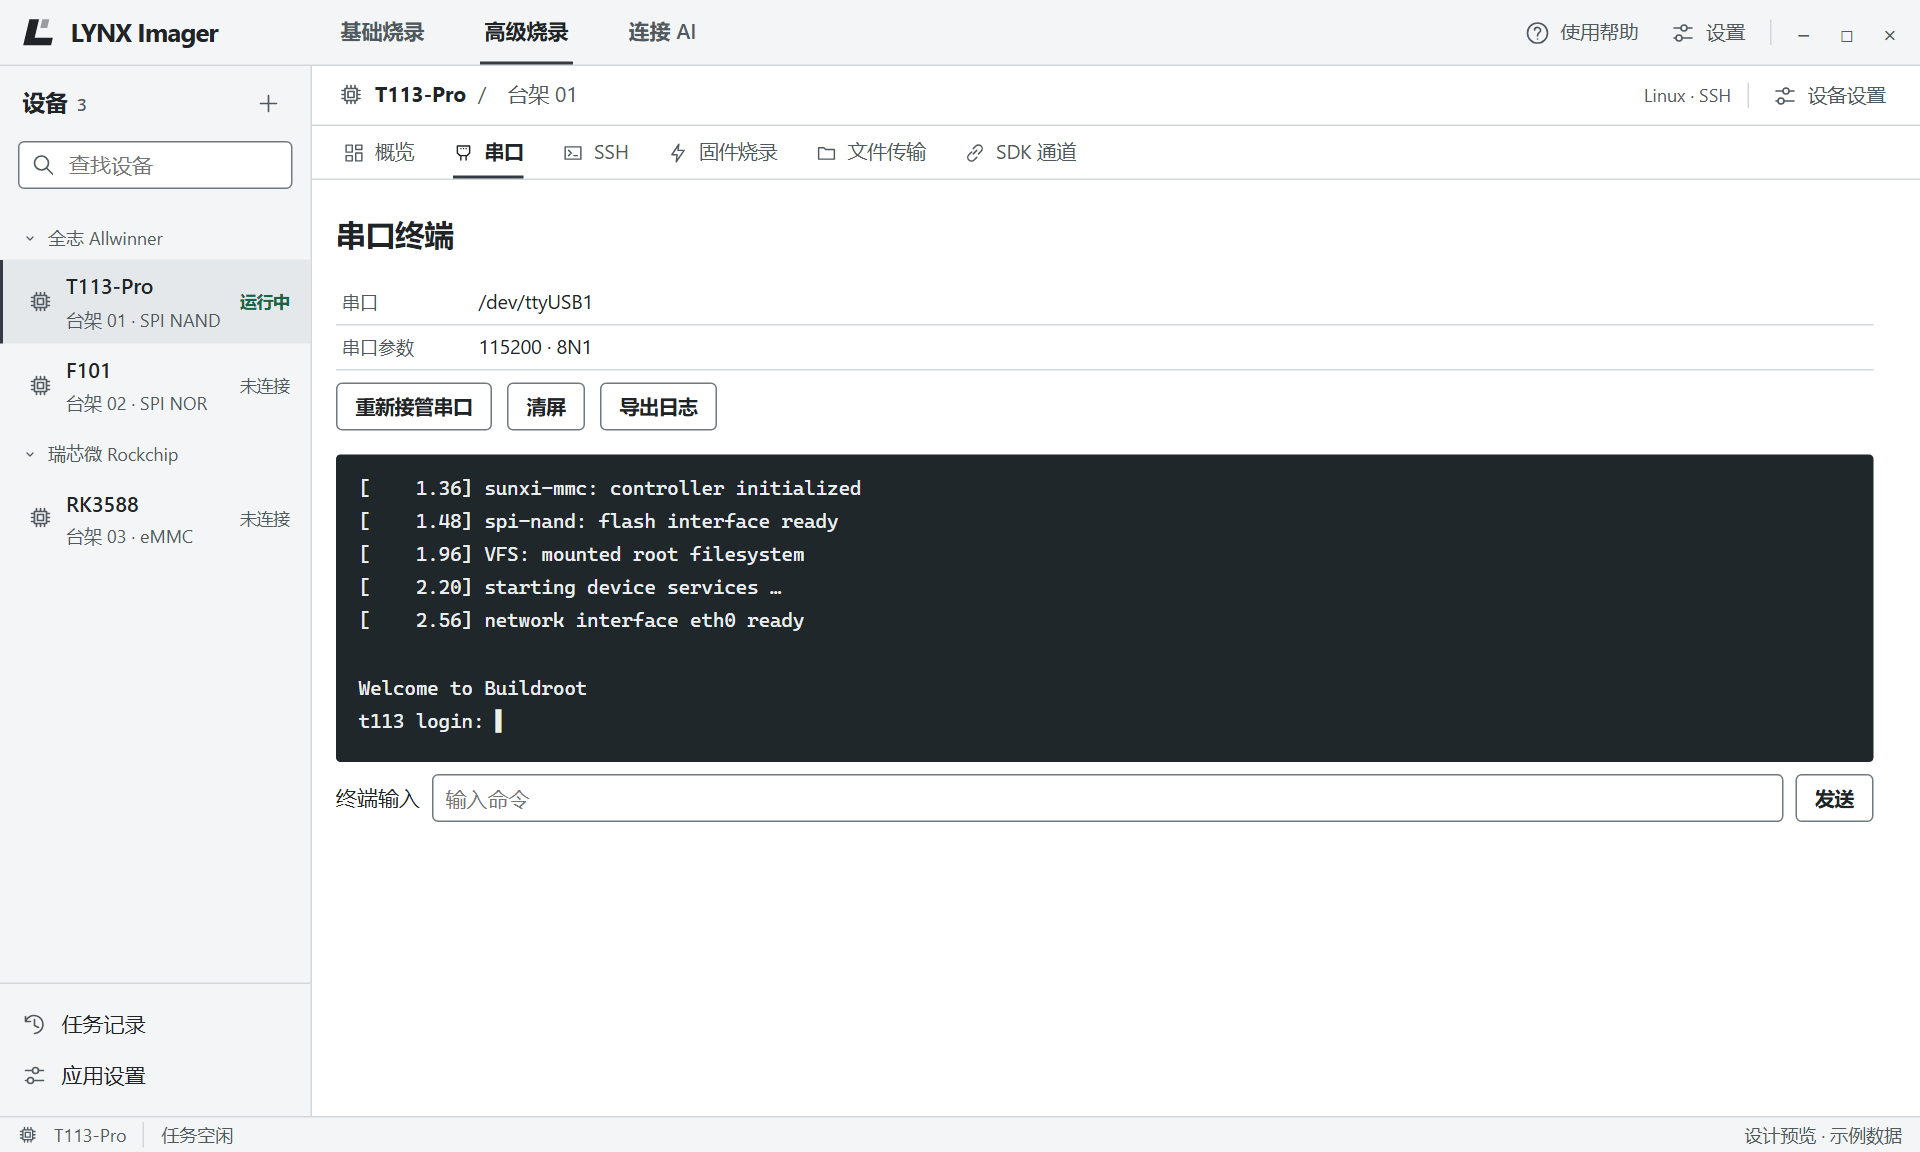 LYNX Imager
基础烧录
高级烧录
连接 AI
使用帮助
设置
设备 3
查找设备
全志 Allwinner
T113-Pro
台架 01 · SPI NAND
运行中
F101
台架 02 · SPI NOR
未连接
瑞芯微 Rockchip
RK3588
台架 03 · eMMC
未连接
任务记录
应用设置
T113-Pro / 台架 01
Linux · SSH
设备设置
概览
串口
SSH
固件烧录
文件传输
SDK 通道
串口终端
串口 /dev/ttyUSB1
串口参数 115200 · 8N1
重新接管串口
清屏
导出日志
[    1.36] sunxi-mmc: controller initialized
[    1.48] spi-nand: flash interface ready
[    1.96] VFS: mounted root filesystem
[    2.20] starting device services …
[    2.56] network interface eth0 ready
Welcome to Buildroot
t113 login:
终端输入
输入命令
发送
T113-Pro
任务空闲
设计预览 · 示例数据